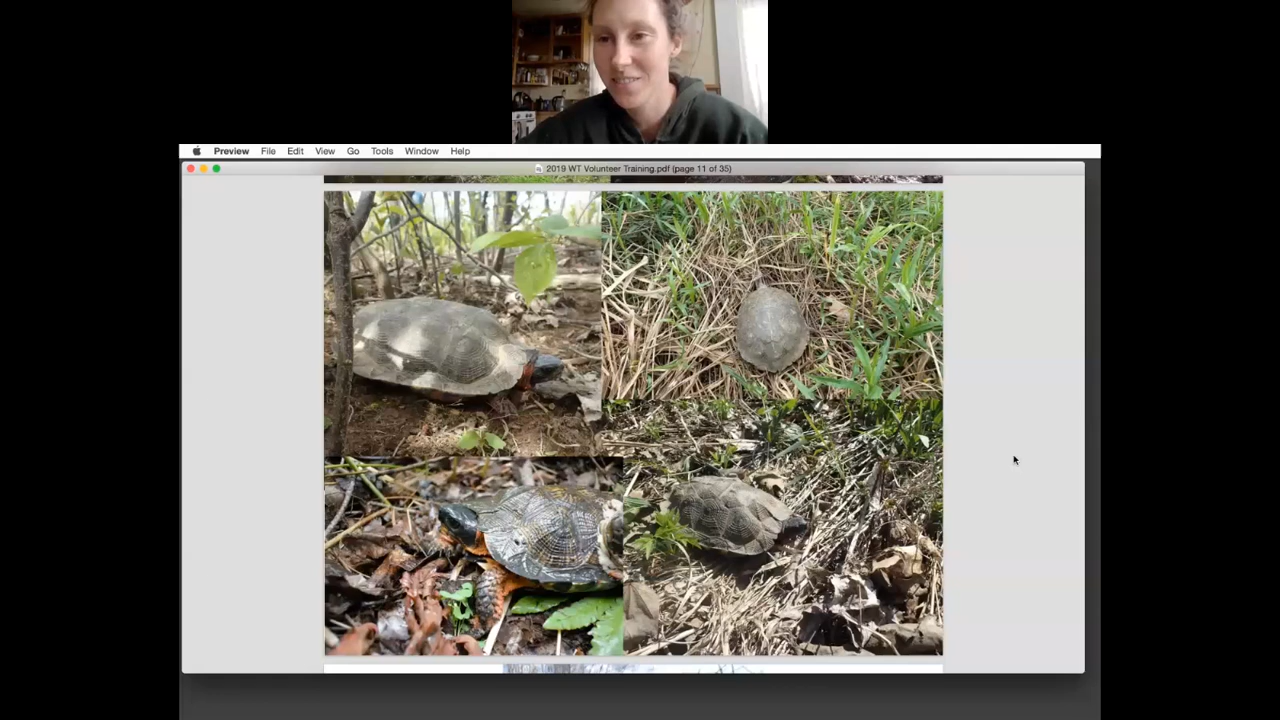 Preview File Edit View Go Tools Window Help
2019 WT Volunteer Training.pdf (page 11 of 35)